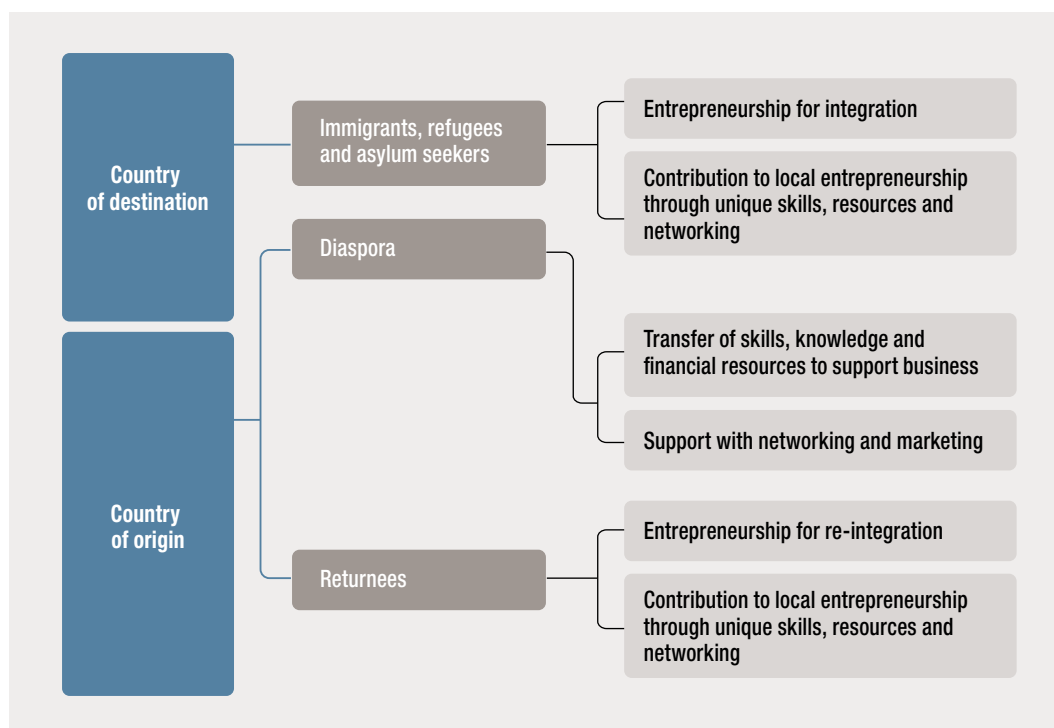 Country
of destination
Immigrants, refugees
and asylum seekers
Entrepreneurship for integration
Contribution to local entrepreneurship
through unique skills, resources and
networking
Country
of origin
Diaspora
Transfer of skills, knowledge and
financial resources to support business
Support with networking and marketing
Returnees
Entrepreneurship for re-integration
Contribution to local entrepreneurship
through unique skills, resources and
networking